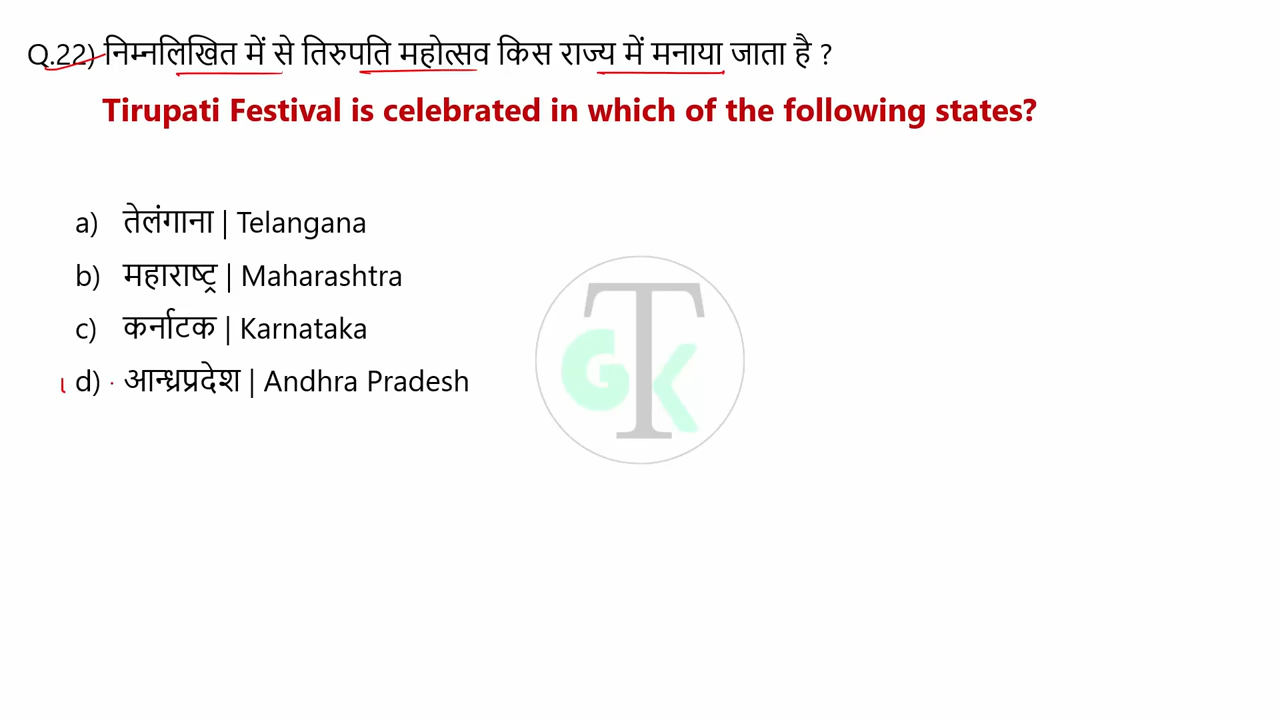 Q.22) निम्नलिखित में से तिरुपति महोत्सव किस राज्य में मनाया जाता है ?
Tirupati Festival is celebrated in which of the following states?
a) तेलंगाना | Telangana
b) महाराष्ट्र | Maharashtra
c) कर्नाटक | Karnataka
d) आन्ध्रप्रदेश | Andhra Pradesh
T
GK